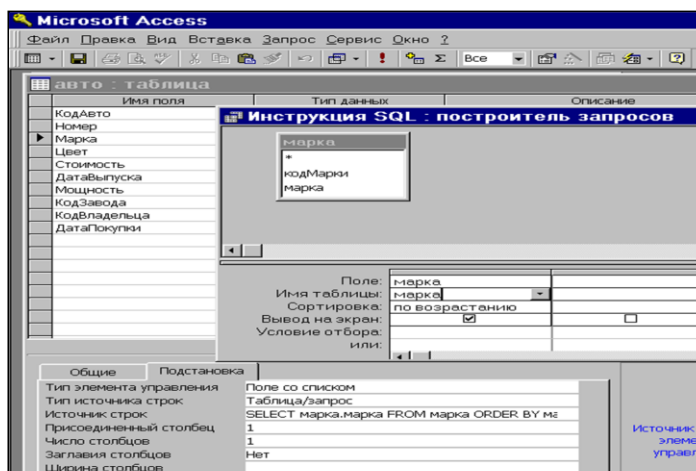 Microsoft Access
Файл Правка Вид Вставка Запрос Сервис Окно ?
Все
авто : таблица
Имя поля Тип данных Описание
КодАвто
Номер
Марка
Цвет
Стоимость
ДатаВыпуска
Мощность
КодЗавода
КодВладельца
ДатаПокупки
Инструкция SQL : построитель запросов
марка
*
кодМарки
марка
Поле: марка
Имя таблицы: марка
Сортировка: по возрастанию
Вывод на экран:
Условие отбора:
или:
Общие Подстановка
Тип элемента управления Поле со списком
Тип источника строк Таблица/запрос
Источник строк SELECT марка.марка FROM марка ORDER BY ма
Присоединенный столбец 1
Число столбцов 1
Заглавия столбцов Нет
Ширина столбцов
Источник
элеме
управл